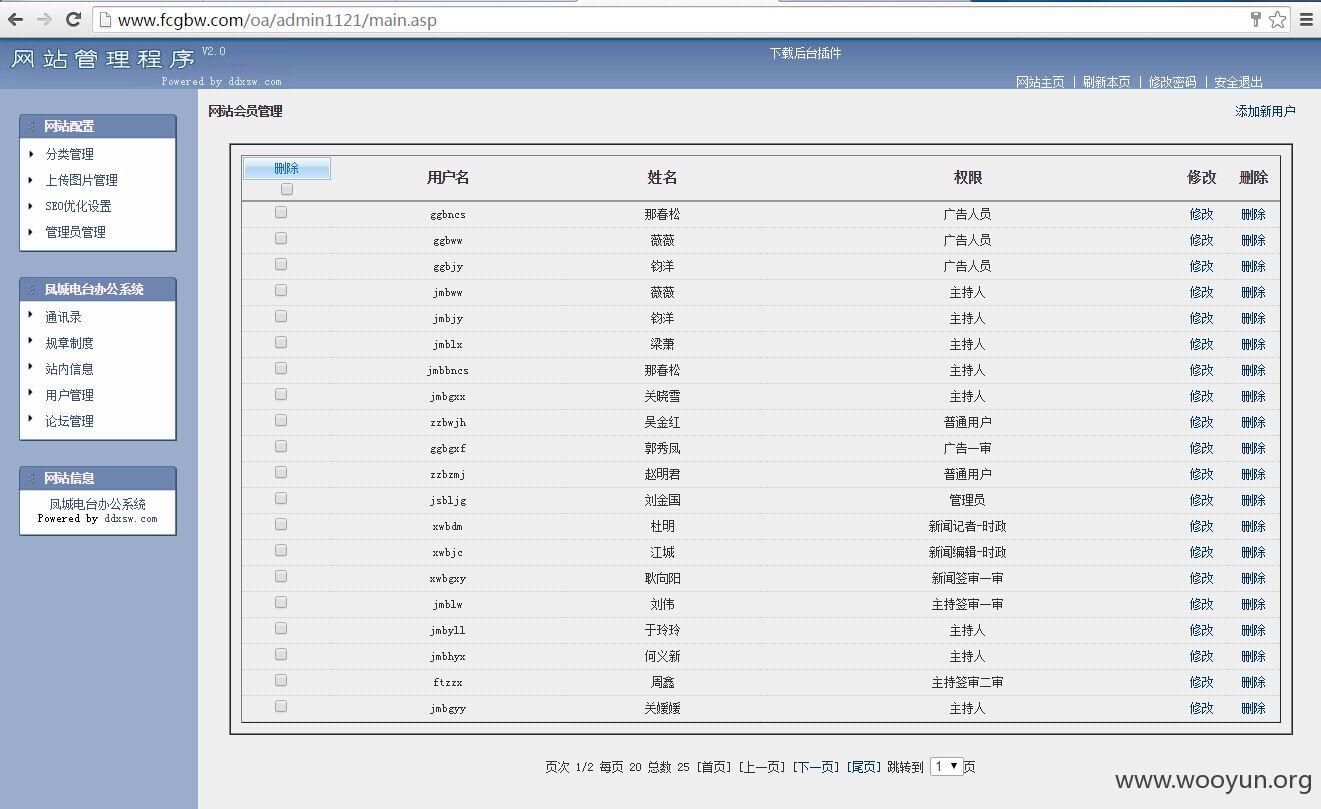 www.fcgbw.com/oa/admin1121/main.asp
网站管理程序 V2.0
Powered by ddxsw.com
下载后台插件
网站主页 | 刷新本页 | 修改密码 | 安全退出
网站配置
分类管理
上传图片管理
SEO优化设置
管理员管理
凤城电台办公系统
通讯录
规章制度
站内信息
用户管理
论坛管理
网站信息
凤城电台办公系统
Powered by ddxsw.com
网站会员管理 添加新用户
删除 用户名 姓名 权限 修改 删除
ggbncs 那春松 广告人员 修改 删除
ggbww 薇薇 广告人员 修改 删除
ggbjy 钧洋 广告人员 修改 删除
jmbww 薇薇 主持人 修改 删除
jmbjy 钧洋 主持人 修改 删除
jmblx 梁萧 主持人 修改 删除
jmbbncs 那春松 主持人 修改 删除
jmbgxx 关晓雪 主持人 修改 删除
zzbwjh 吴金红 普通用户 修改 删除
ggbgxf 郭秀凤 广告一审 修改 删除
zzbzmj 赵明君 普通用户 修改 删除
jsbljg 刘金国 管理员 修改 删除
xwbdm 杜明 新闻记者-时政 修改 删除
xwbjc 江城 新闻编辑-时政 修改 删除
xwbgxy 耿向阳 新闻签审一审 修改 删除
jmblw 刘伟 主持签审一审 修改 删除
jmbyll 于玲玲 主持人 修改 删除
jmbhyx 何义新 主持人 修改 删除
ftzzx 周鑫 主持签审二审 修改 删除
jmbgyy 关媛媛 主持人 修改 删除
页次 1/2 每页 20 总数 25 [首页] [上一页] [下一页] [尾页] 跳转到 1 页
www.wooyun.org